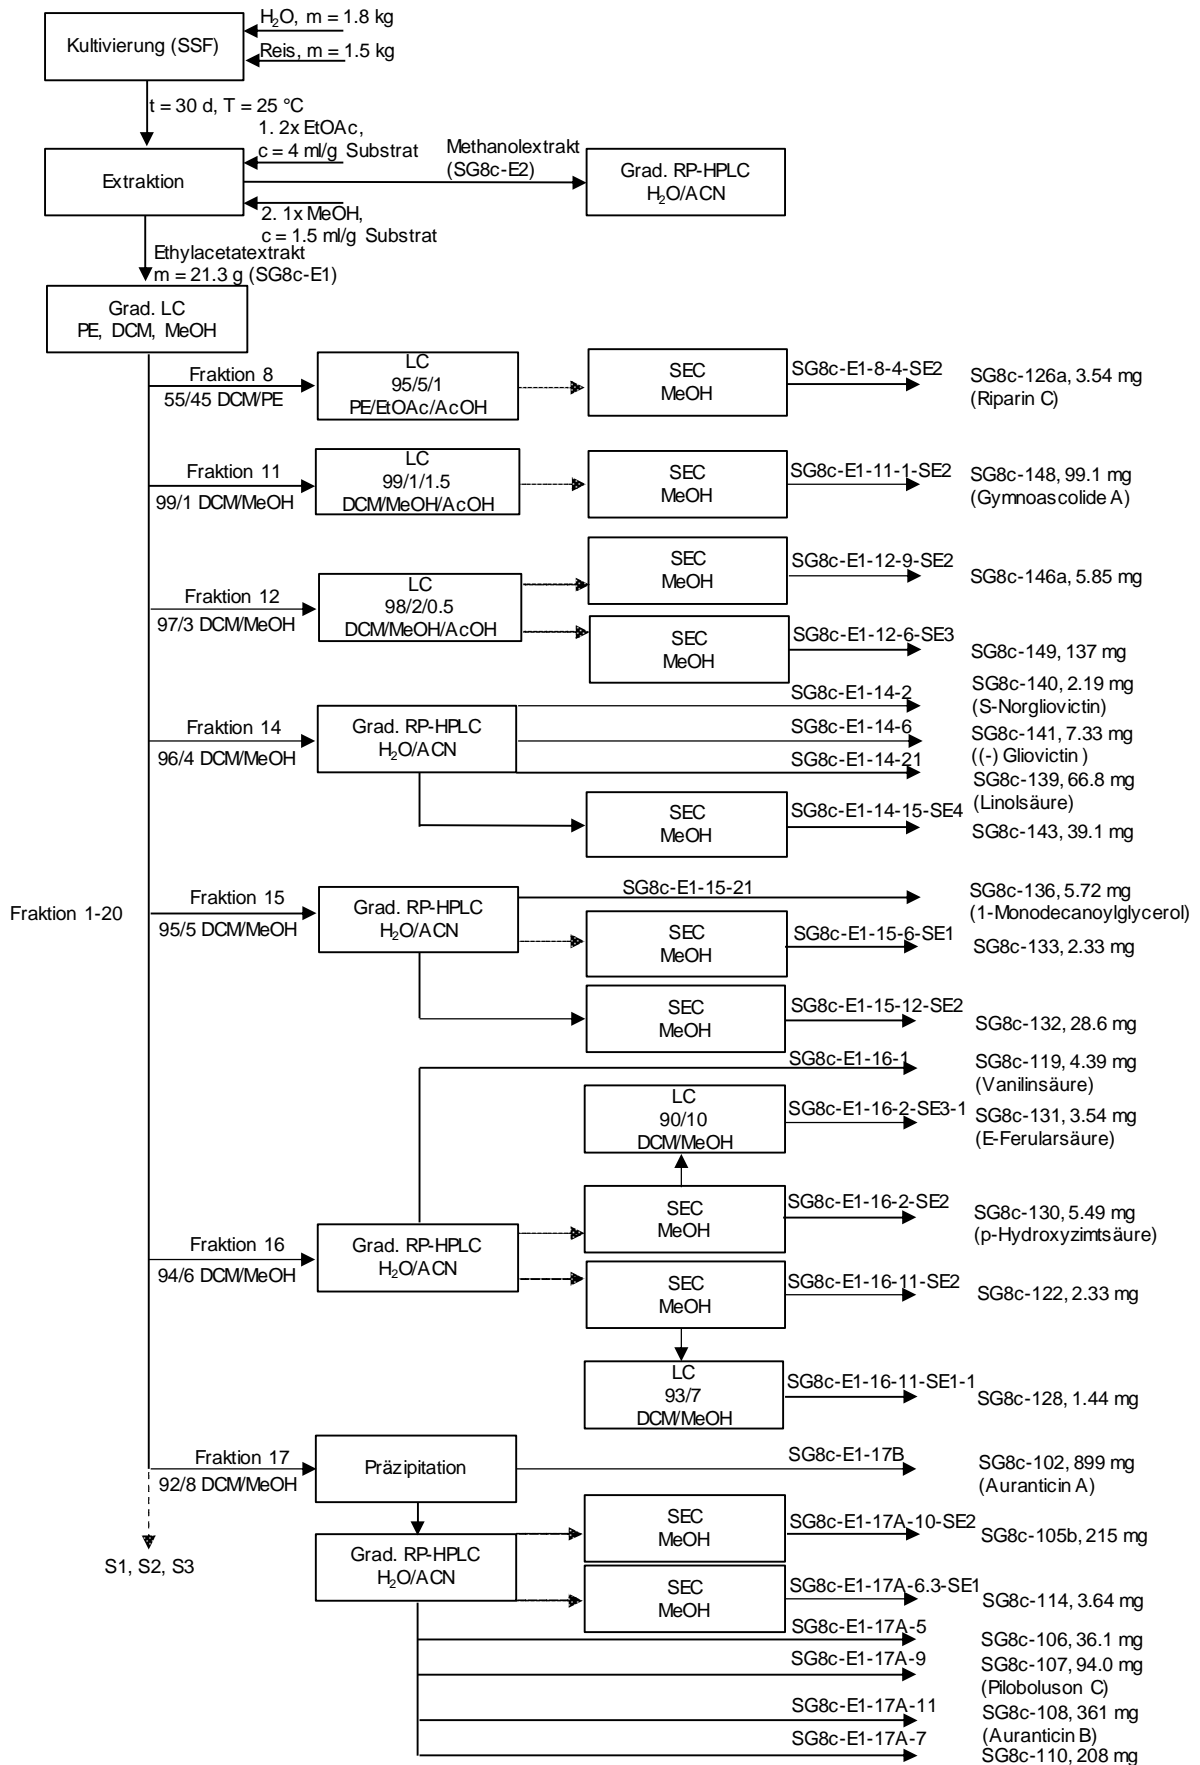 H₂O, m = 1.8 kg
Kultivierung (SSF)
Reis, m = 1.5 kg
t = 30 d, T = 25 °C
1. 2x EtOAc,
c = 4 ml/g Substrat
Extraktion
Methanolextrakt
(SG8c-E2)
Grad. RP-HPLC
H₂O/ACN
2. 1x MeOH,
c = 1.5 ml/g Substrat
Ethylacetatextrakt
m = 21.3 g (SG8c-E1)
Grad. LC
PE, DCM, MeOH
Fraktion 8
55/45 DCM/PE
LC
95/5/1
PE/EtOAc/AcOH
SEC
MeOH
SG8c-E1-8-4-SE2
SG8c-126a, 3.54 mg
(Riparin C)
Fraktion 11
99/1 DCM/MeOH
LC
99/1/1.5
DCM/MeOH/AcOH
SEC
MeOH
SG8c-E1-11-1-SE2
SG8c-148, 99.1 mg
(Gymnoascolide A)
Fraktion 12
97/3 DCM/MeOH
LC
98/2/0.5
DCM/MeOH/AcOH
SEC
MeOH
SG8c-E1-12-9-SE2
SG8c-146a, 5.85 mg
SEC
MeOH
SG8c-E1-12-6-SE3
SG8c-149, 137 mg
Fraktion 14
96/4 DCM/MeOH
Grad. RP-HPLC
H₂O/ACN
SG8c-E1-14-2
SG8c-140, 2.19 mg
(S-Norgliovictin)
SG8c-E1-14-6
SG8c-141, 7.33 mg
((-) Gliovictin )
SG8c-E1-14-21
SG8c-139, 66.8 mg
(Linolsäure)
SEC
MeOH
SG8c-E1-14-15-SE4
SG8c-143, 39.1 mg
Fraktion 1-20
Fraktion 15
95/5 DCM/MeOH
Grad. RP-HPLC
H₂O/ACN
SG8c-E1-15-21
SG8c-136, 5.72 mg
(1-Monodecanoylglycerol)
SEC
MeOH
SG8c-E1-15-6-SE1
SG8c-133, 2.33 mg
SEC
MeOH
SG8c-E1-15-12-SE2
SG8c-132, 28.6 mg
SG8c-E1-16-1
SG8c-119, 4.39 mg
(Vanilinsäure)
LC
90/10
DCM/MeOH
SG8c-E1-16-2-SE3-1
SG8c-131, 3.54 mg
(E-Ferularsäure)
Fraktion 16
94/6 DCM/MeOH
Grad. RP-HPLC
H₂O/ACN
SEC
MeOH
SG8c-E1-16-2-SE2
SG8c-130, 5.49 mg
(p-Hydroxyzimtsäure)
SEC
MeOH
SG8c-E1-16-11-SE2
SG8c-122, 2.33 mg
LC
93/7
DCM/MeOH
SG8c-E1-16-11-SE1-1
SG8c-128, 1.44 mg
Fraktion 17
92/8 DCM/MeOH
Präzipitation
SG8c-E1-17B
SG8c-102, 899 mg
(Auranticin A)
S1, S2, S3
Grad. RP-HPLC
H₂O/ACN
SEC
MeOH
SG8c-E1-17A-10-SE2
SG8c-105b, 215 mg
SEC
MeOH
SG8c-E1-17A-6.3-SE1
SG8c-114, 3.64 mg
SG8c-E1-17A-5
SG8c-106, 36.1 mg
SG8c-E1-17A-9
SG8c-107, 94.0 mg
(Piloboluson C)
SG8c-E1-17A-11
SG8c-108, 361 mg
(Auranticin B)
SG8c-E1-17A-7
SG8c-110, 208 mg